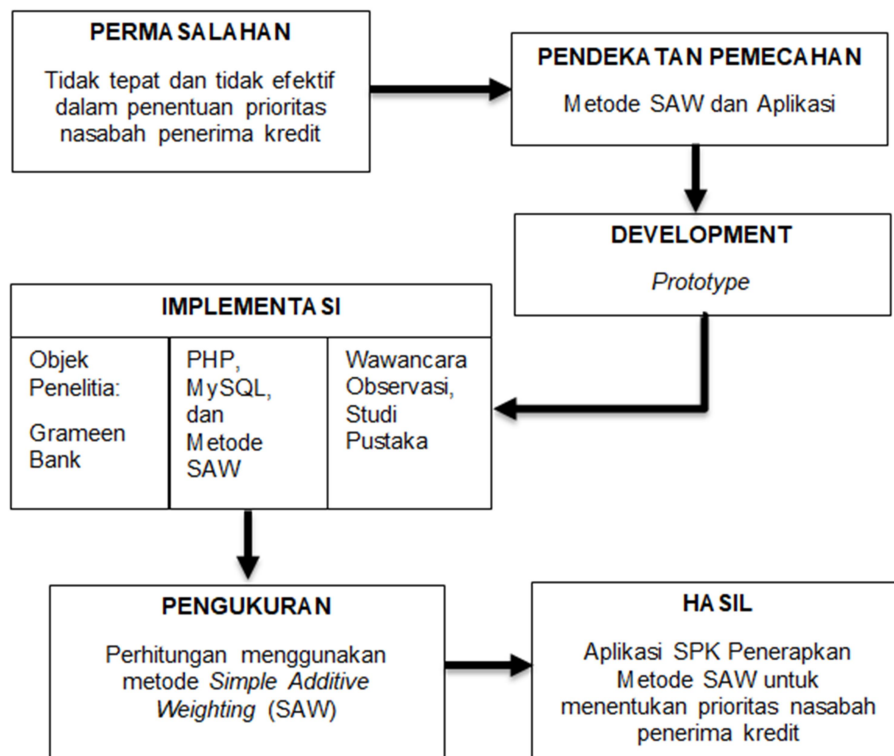 PERMASALAHAN
Tidak tepat dan tidak efektif
dalam penentuan prioritas
nasabah penerima kredit
PENDEKATAN PEMECAHAN
Metode SAW dan Aplikasi
DEVELOPMENT
Prototype
IMPLEMENTASI
Objek
Penelitia:
Grameen
Bank
PHP,
MySQL,
dan
Metode
SAW
Wawancara
Observasi,
Studi
Pustaka
PENGUKURAN
Perhitungan menggunakan
metode Simple Additive
Weighting (SAW)
HASIL
Aplikasi SPK Penerapkan
Metode SAW untuk
menentukan prioritas nasabah
penerima kredit